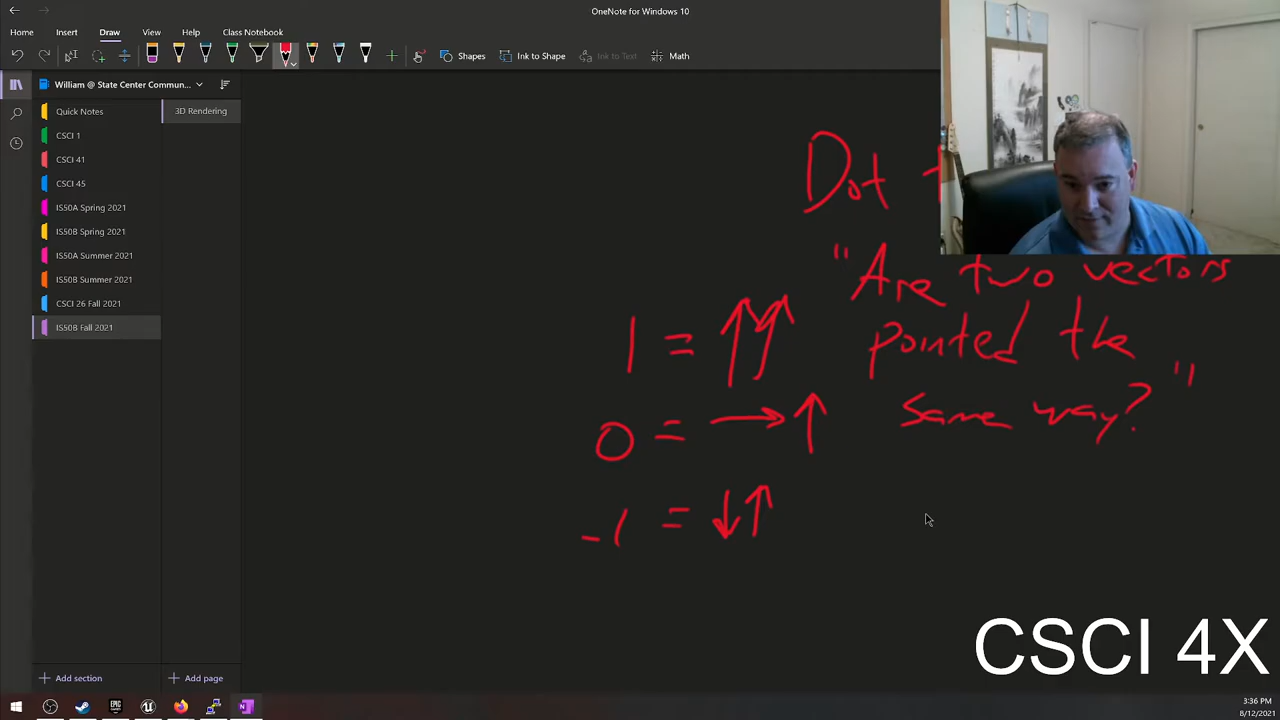 OneNote for Windows 10
Home Insert Draw View Help Class Notebook
Shapes Ink to Shape Ink to Text Math
William @ State Center Commun...
Quick Notes
CSCI 1
CSCI 41
CSCI 45
IS50A Spring 2021
IS50B Spring 2021
IS50A Summer 2021
IS50B Summer 2021
CSCI 26 Fall 2021
IS50B Fall 2021
3D Rendering
Dot
"Are two vectors
pointed the
same way?"
1 = ↑↑
0 = → ↑
-1 = ↓↑
CSCI 4X
+ Add section
+ Add page
EPIC
3:36 PM
8/12/2021